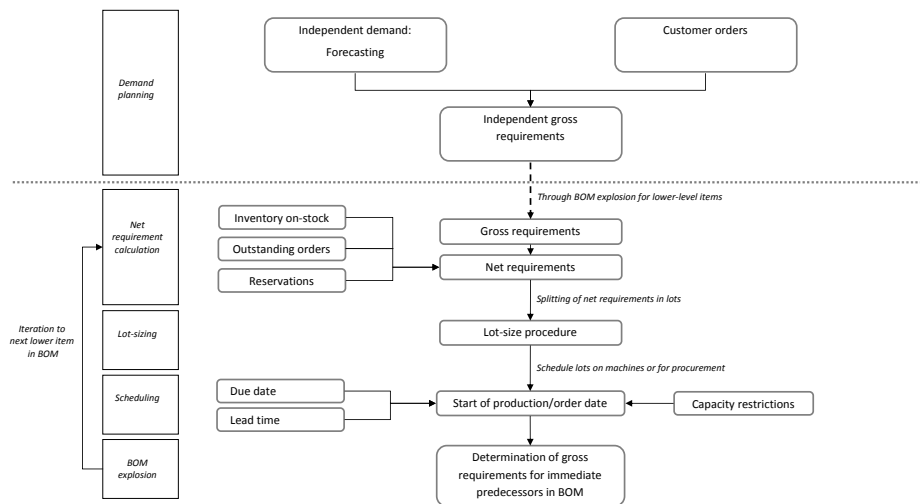 Independent demand:
Forecasting
Customer orders
Demand
planning
Independent gross
requirements
Through BOM explosion for lower-level items
Inventory on-stock
Net
requirement
calculation
Gross requirements
Outstanding orders
Net requirements
Reservations
Splitting of net requirements in lots
Iteration to
next lower item
in BOM
Lot-sizing
Lot-size procedure
Schedule lots on machines or for procurement
Due date
Scheduling
Start of production/order date
Capacity restrictions
Lead time
BOM
explosion
Determination of gross
requirements for immediate
predecessors in BOM